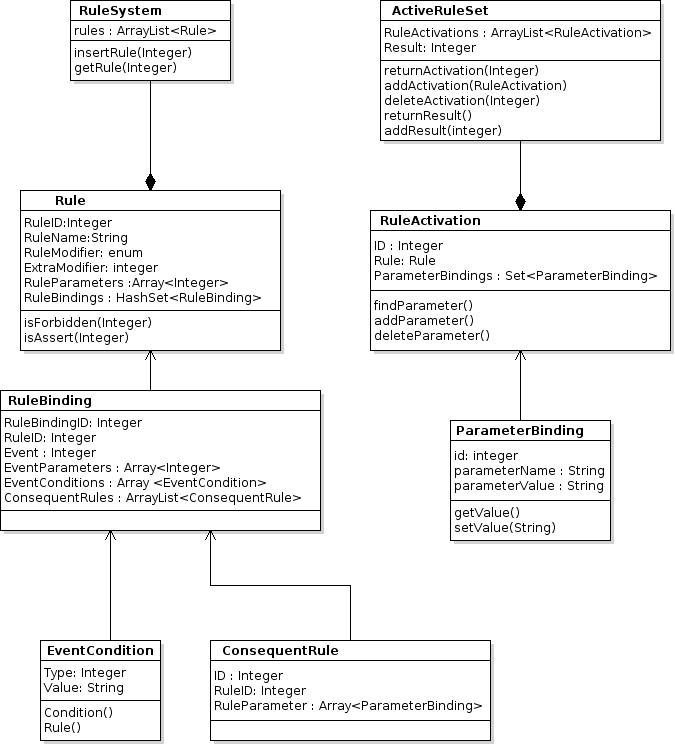 RuleSystem
rules : ArrayList<Rule>
insertRule(Integer)
getRule(Integer)
ActiveRuleSet
RuleActivations : ArrayList<RuleActivation>
Result: Integer
returnActivation(Integer)
addActivation(RuleActivation)
deleteActivation(Integer)
returnResult()
addResult(integer)
Rule
RuleID:Integer
RuleName:String
RuleModifier: enum
ExtraModifier: integer
RuleParameters :Array<Integer>
RuleBindings : HashSet<RuleBinding>
isForbidden(Integer)
isAssert(Integer)
RuleActivation
ID : Integer
Rule: Rule
ParameterBindings : Set<ParameterBinding>
findParameter()
addParameter()
deleteParameter()
RuleBinding
RuleBindingID: Integer
RuleID: Integer
Event : Integer
EventParameters : Array<Integer>
EventConditions : Array <EventCondition>
ConsequentRules : ArrayList<ConsequentRule>
ParameterBinding
id: integer
parameterName : String
parameterValue : String
getValue()
setValue(String)
EventCondition
Type: Integer
Value: String
Condition()
Rule()
ConsequentRule
ID : Integer
RuleID: Integer
RuleParameter : Array<ParameterBinding>